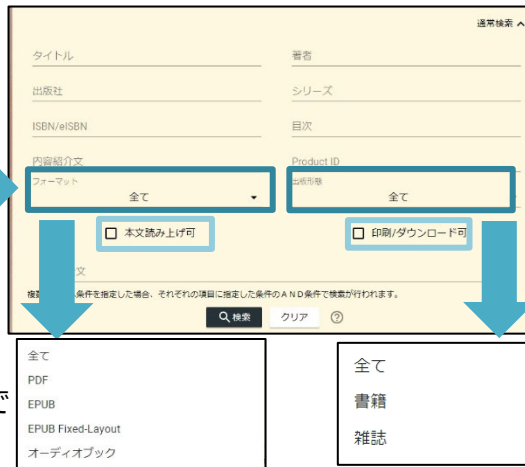 通常検索
タイトル 著者
出版社 シリーズ
ISBN/eISBN 目次
内容紹介文 Product ID
フォーマット 出版形態
全て 全て
本文読み上げ可 印刷/ダウンロード可
文
条件を指定した場合、それぞれの項目に指定した条件のAND条件で検索が行われます。
検索 クリア ?
全て
PDF
EPUB
EPUB Fixed-Layout
オーディオブック
で
全て
書籍
雑誌